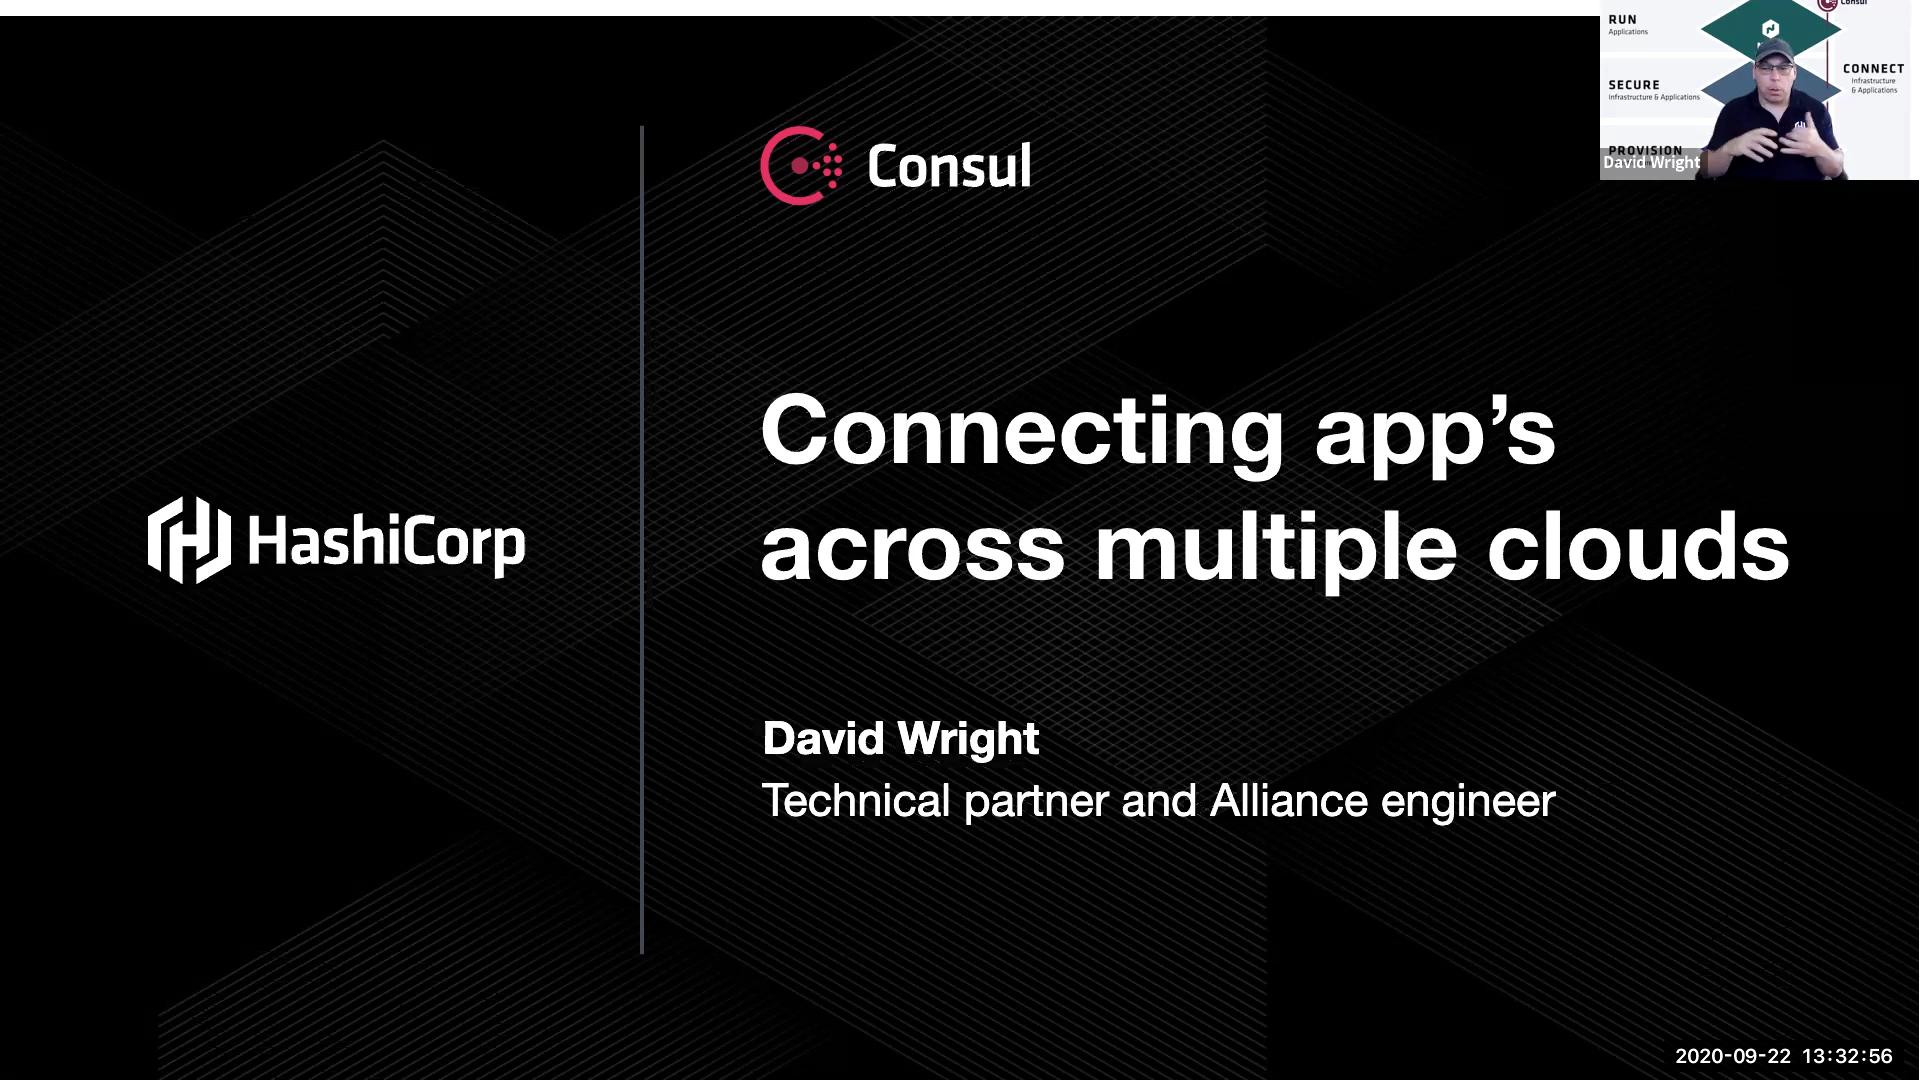 Consul
HashiCorp
Connecting app’s
across multiple clouds
David Wright
Technical partner and Alliance engineer
RUN
Applications
SECURE
Infrastructure & Applications
PROVISION
David Wright
Consul
CONNECT
Infrastructure
& Applications
2020-09-22 13:32:56